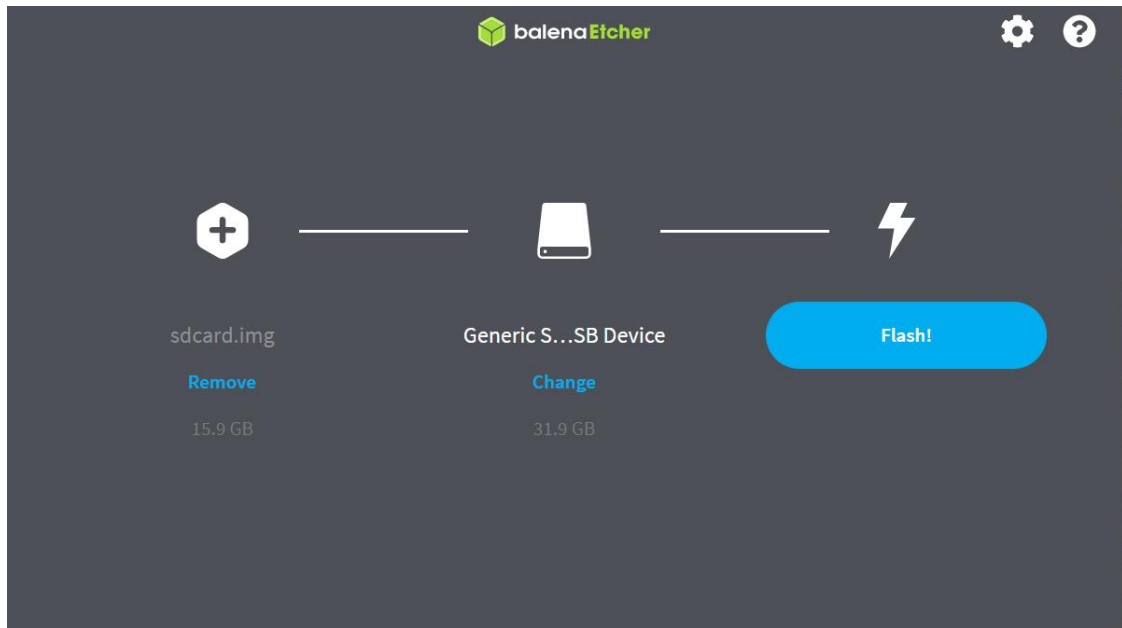 balenaEtcher
sdcard.img
Generic S...SB Device
Flash!
Remove
Change
15.9 GB
31.9 GB